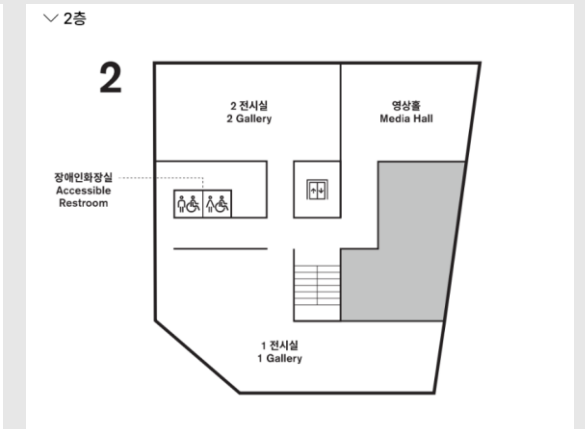 2층
2
2 전시실
2 Gallery
영상홀
Media Hall
장애인화장실
Accessible
Restroom
1 전시실
1 Gallery